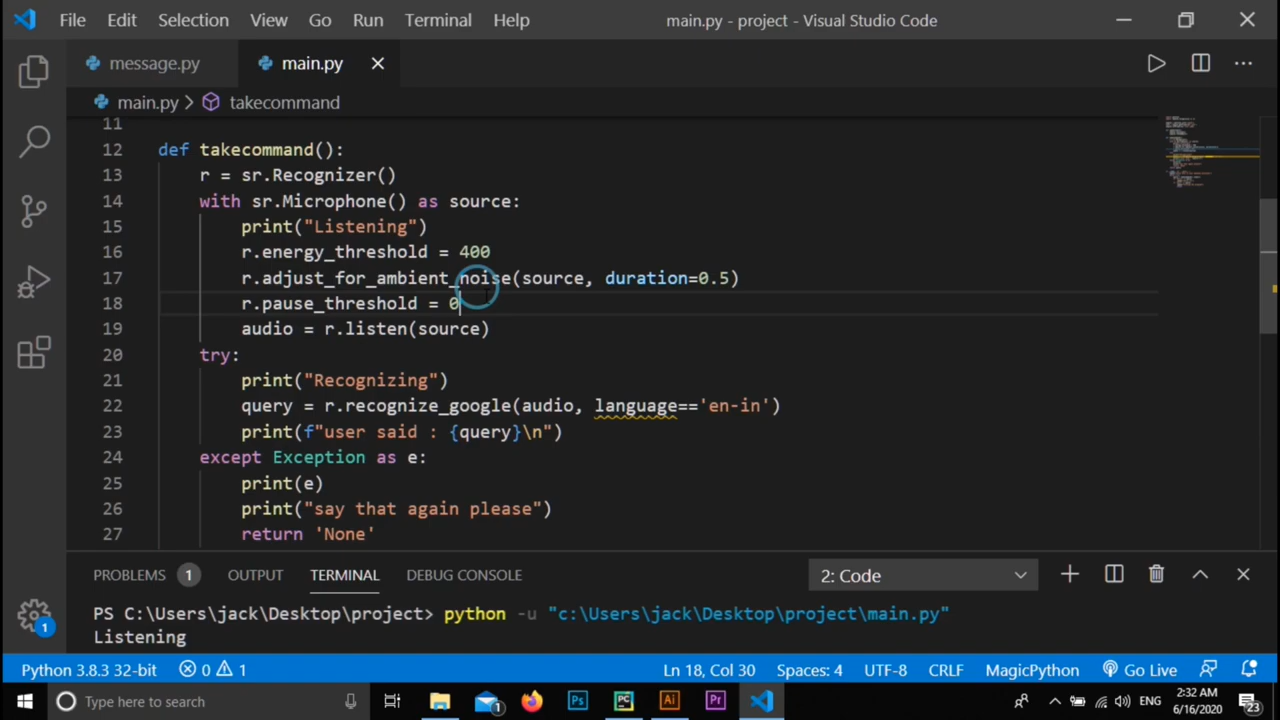 File Edit Selection View Go Run Terminal Help main.py - project - Visual Studio Code
message.py main.py
main.py > takecommand
11
12 def takecommand():
13 r = sr.Recognizer()
14 with sr.Microphone() as source:
15 print("Listening")
16 r.energy_threshold = 400
17 r.adjust_for_ambient_noise(source, duration=0.5)
18 r.pause_threshold = 0
19 audio = r.listen(source)
20 try:
21 print("Recognizing")
22 query = r.recognize_google(audio, language=='en-in')
23 print(f"user said : {query}\n")
24 except Exception as e:
25 print(e)
26 print("say that again please")
27 return 'None'
PROBLEMS 1 OUTPUT TERMINAL DEBUG CONSOLE 2: Code
PS C:\Users\jack\Desktop\project> python -u "c:\Users\jack\Desktop\project\main.py"
Listening
1
Python 3.8.3 32-bit 0 1 Ln 18, Col 30 Spaces: 4 UTF-8 CRLF MagicPython Go Live
Type here to search 1 Ps PC Ai Pr ENG 2:32 AM 23
6/16/2020